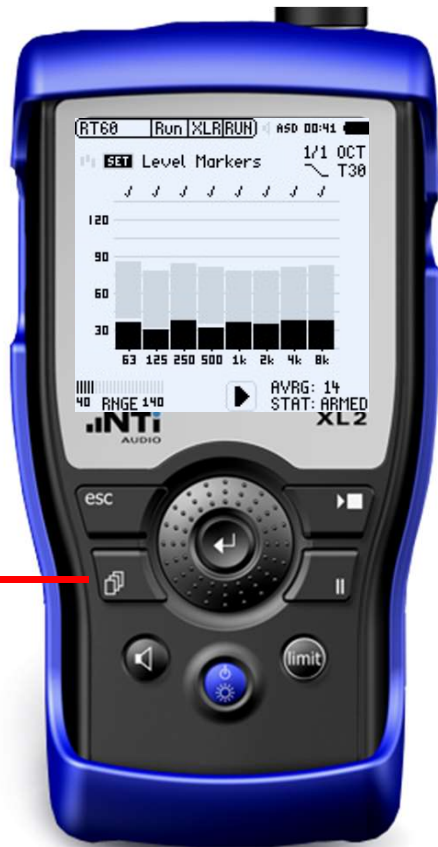 RT60 Run XLR RUN ASD 00:41
SET Level Markers 1/1 OCT
T30
120
90
60
30
63 125 250 500 1k 2k 4k 8k
AVRG: 14
40 RNGE 140 STAT: ARMED
NTi XL2
AUDIO
esc
limit